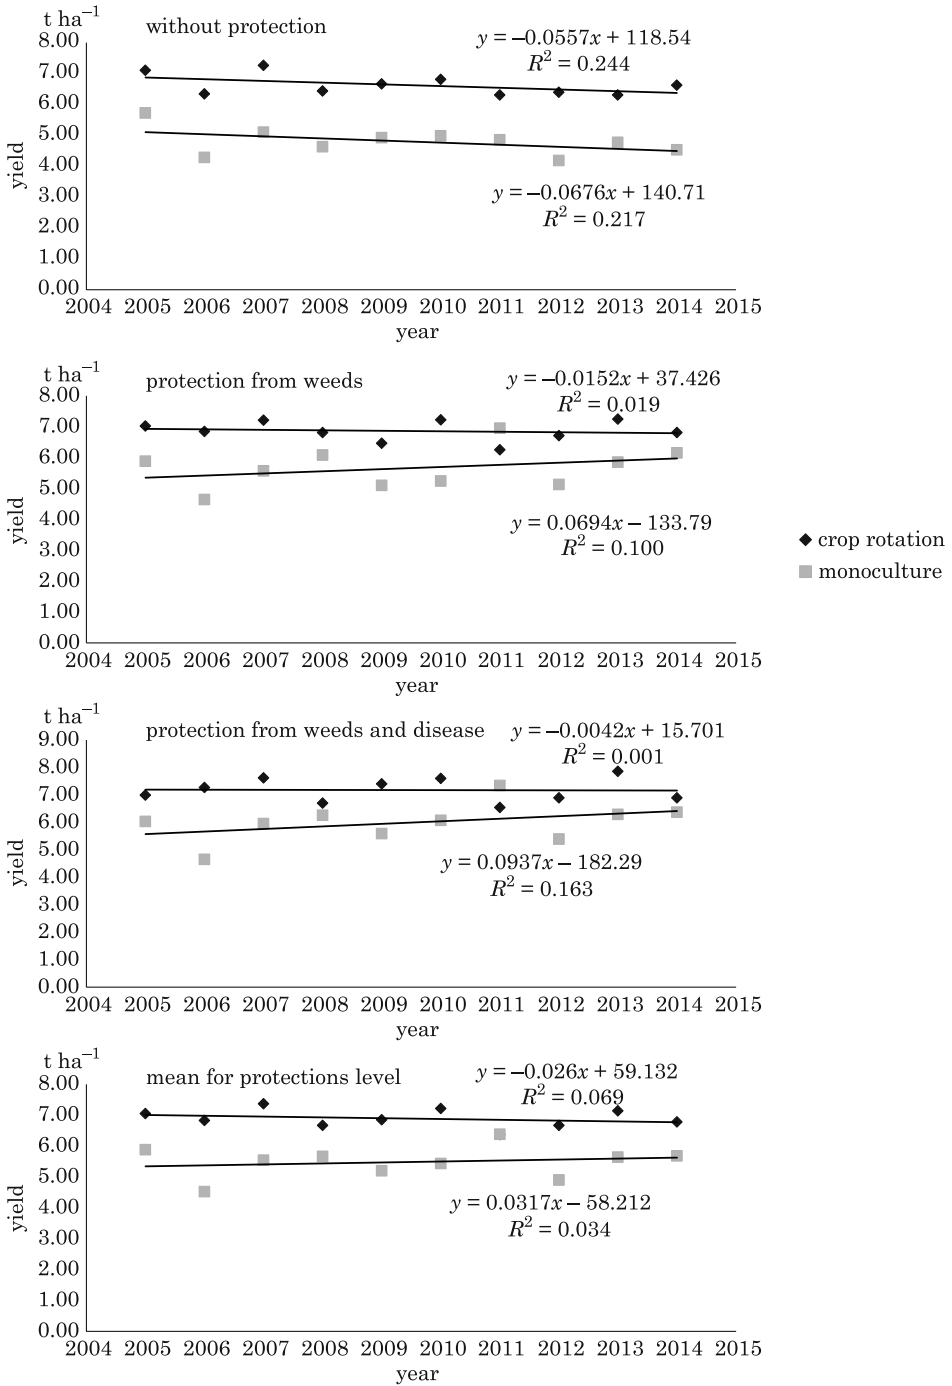 t ha⁻¹
without protection
y = –0.0557x + 118.54
R² = 0.244
8.00
7.00
6.00
5.00
4.00
3.00
2.00
1.00
0.00
yield
y = –0.0676x + 140.71
R² = 0.217
2004 2005 2006 2007 2008 2009 2010 2011 2012 2013 2014 2015
year
t ha⁻¹
protection from weeds
y = –0.0152x + 37.426
R² = 0.019
8.00
7.00
6.00
5.00
4.00
3.00
2.00
1.00
0.00
yield
y = 0.0694x – 133.79
R² = 0.100
2004 2005 2006 2007 2008 2009 2010 2011 2012 2013 2014 2015
year
crop rotation
monoculture
t ha⁻¹
protection from weeds and disease
y = –0.0042x + 15.701
R² = 0.001
9.00
8.00
7.00
6.00
5.00
4.00
3.00
2.00
1.00
0.00
yield
y = 0.0937x – 182.29
R² = 0.163
2004 2005 2006 2007 2008 2009 2010 2011 2012 2013 2014 2015
year
t ha⁻¹
mean for protections level
y = –0.026x + 59.132
R² = 0.069
8.00
7.00
6.00
5.00
4.00
3.00
2.00
1.00
0.00
yield
y = 0.0317x – 58.212
R² = 0.034
2004 2005 2006 2007 2008 2009 2010 2011 2012 2013 2014 2015
year